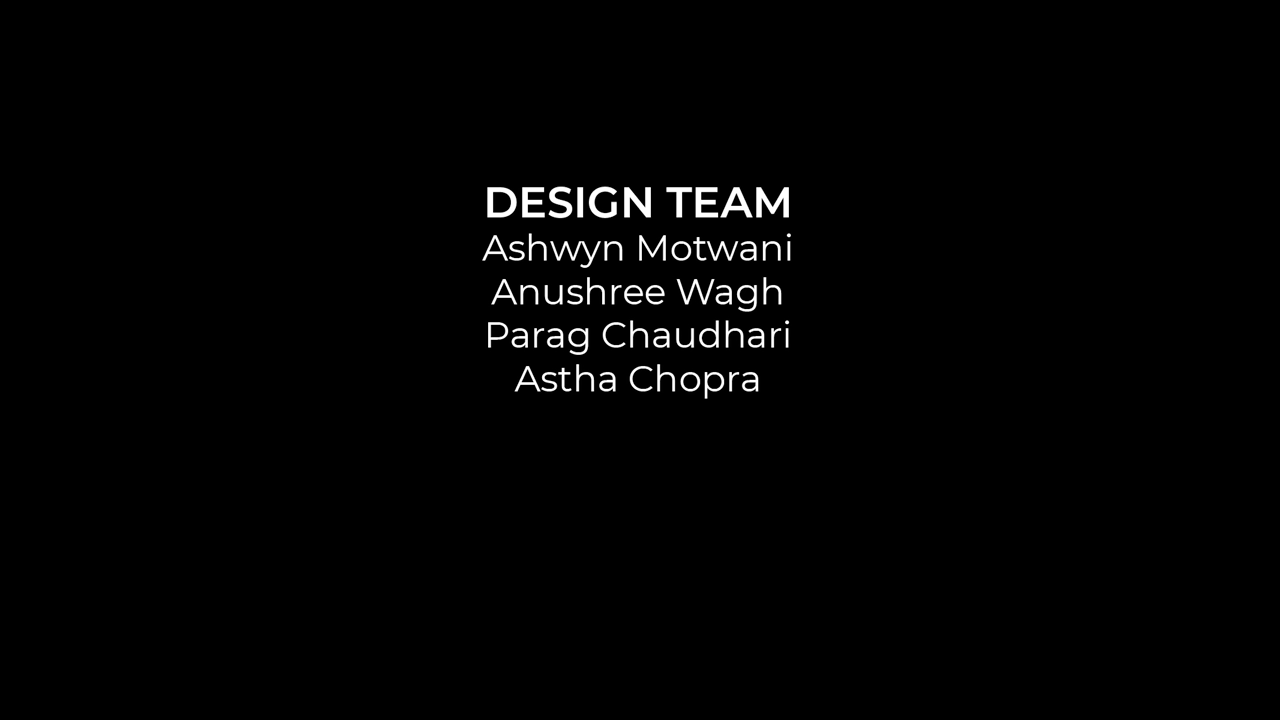 DESIGN TEAM
Ashwyn Motwani
Anushree Wagh
Parag Chaudhari
Astha Chopra